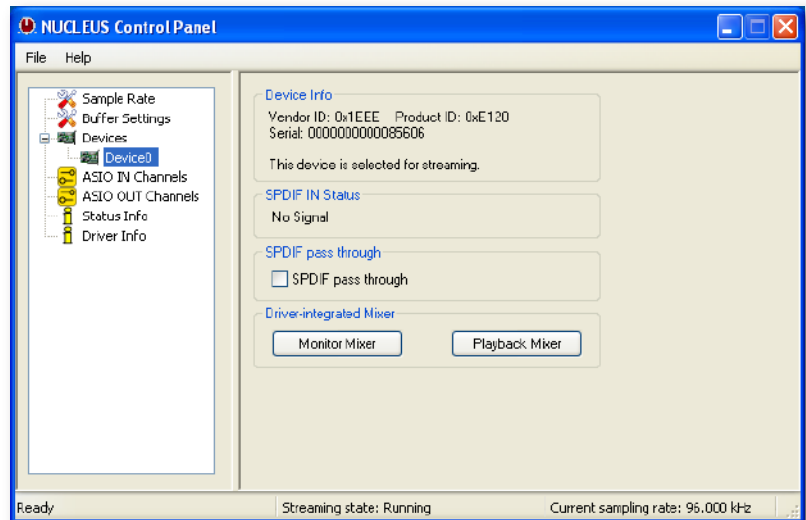 NUCLEUS Control Panel
File Help
Sample Rate
Buffer Settings
Devices
Device0
ASIO IN Channels
ASIO OUT Channels
Status Info
Driver Info
Device Info
Vendor ID: 0x1EEE Product ID: 0xE120
Serial: 0000000000085606
This device is selected for streaming.
SPDIF IN Status
No Signal
SPDIF pass through
SPDIF pass through
Driver-integrated Mixer
Monitor Mixer Playback Mixer
Ready Streaming state: Running Current sampling rate: 96.000 kHz